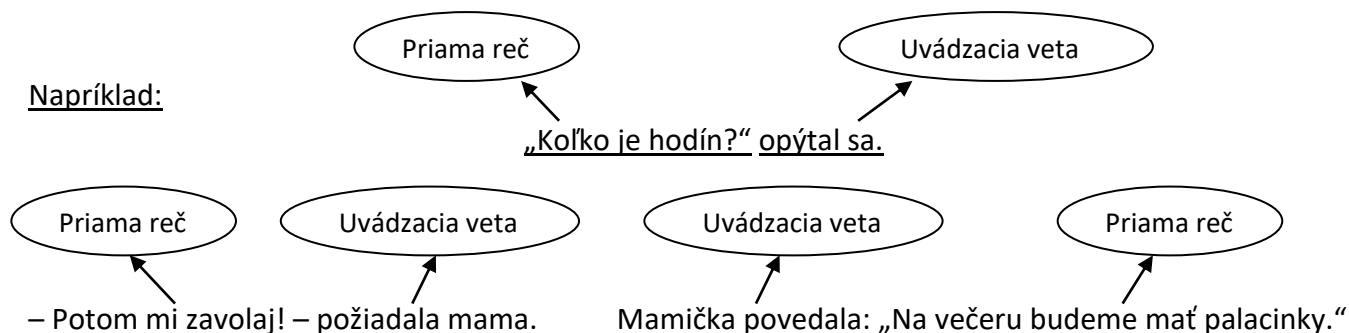 Priama reč Uvádzacia veta
Napríklad:
„Koľko je hodín?“ opýtal sa.
Priama reč Uvádzacia veta Uvádzacia veta Priama reč
– Potom mi zavolaj! – požiadala mama. Mamička povedala: „Na večeru budeme mať palacinky.“